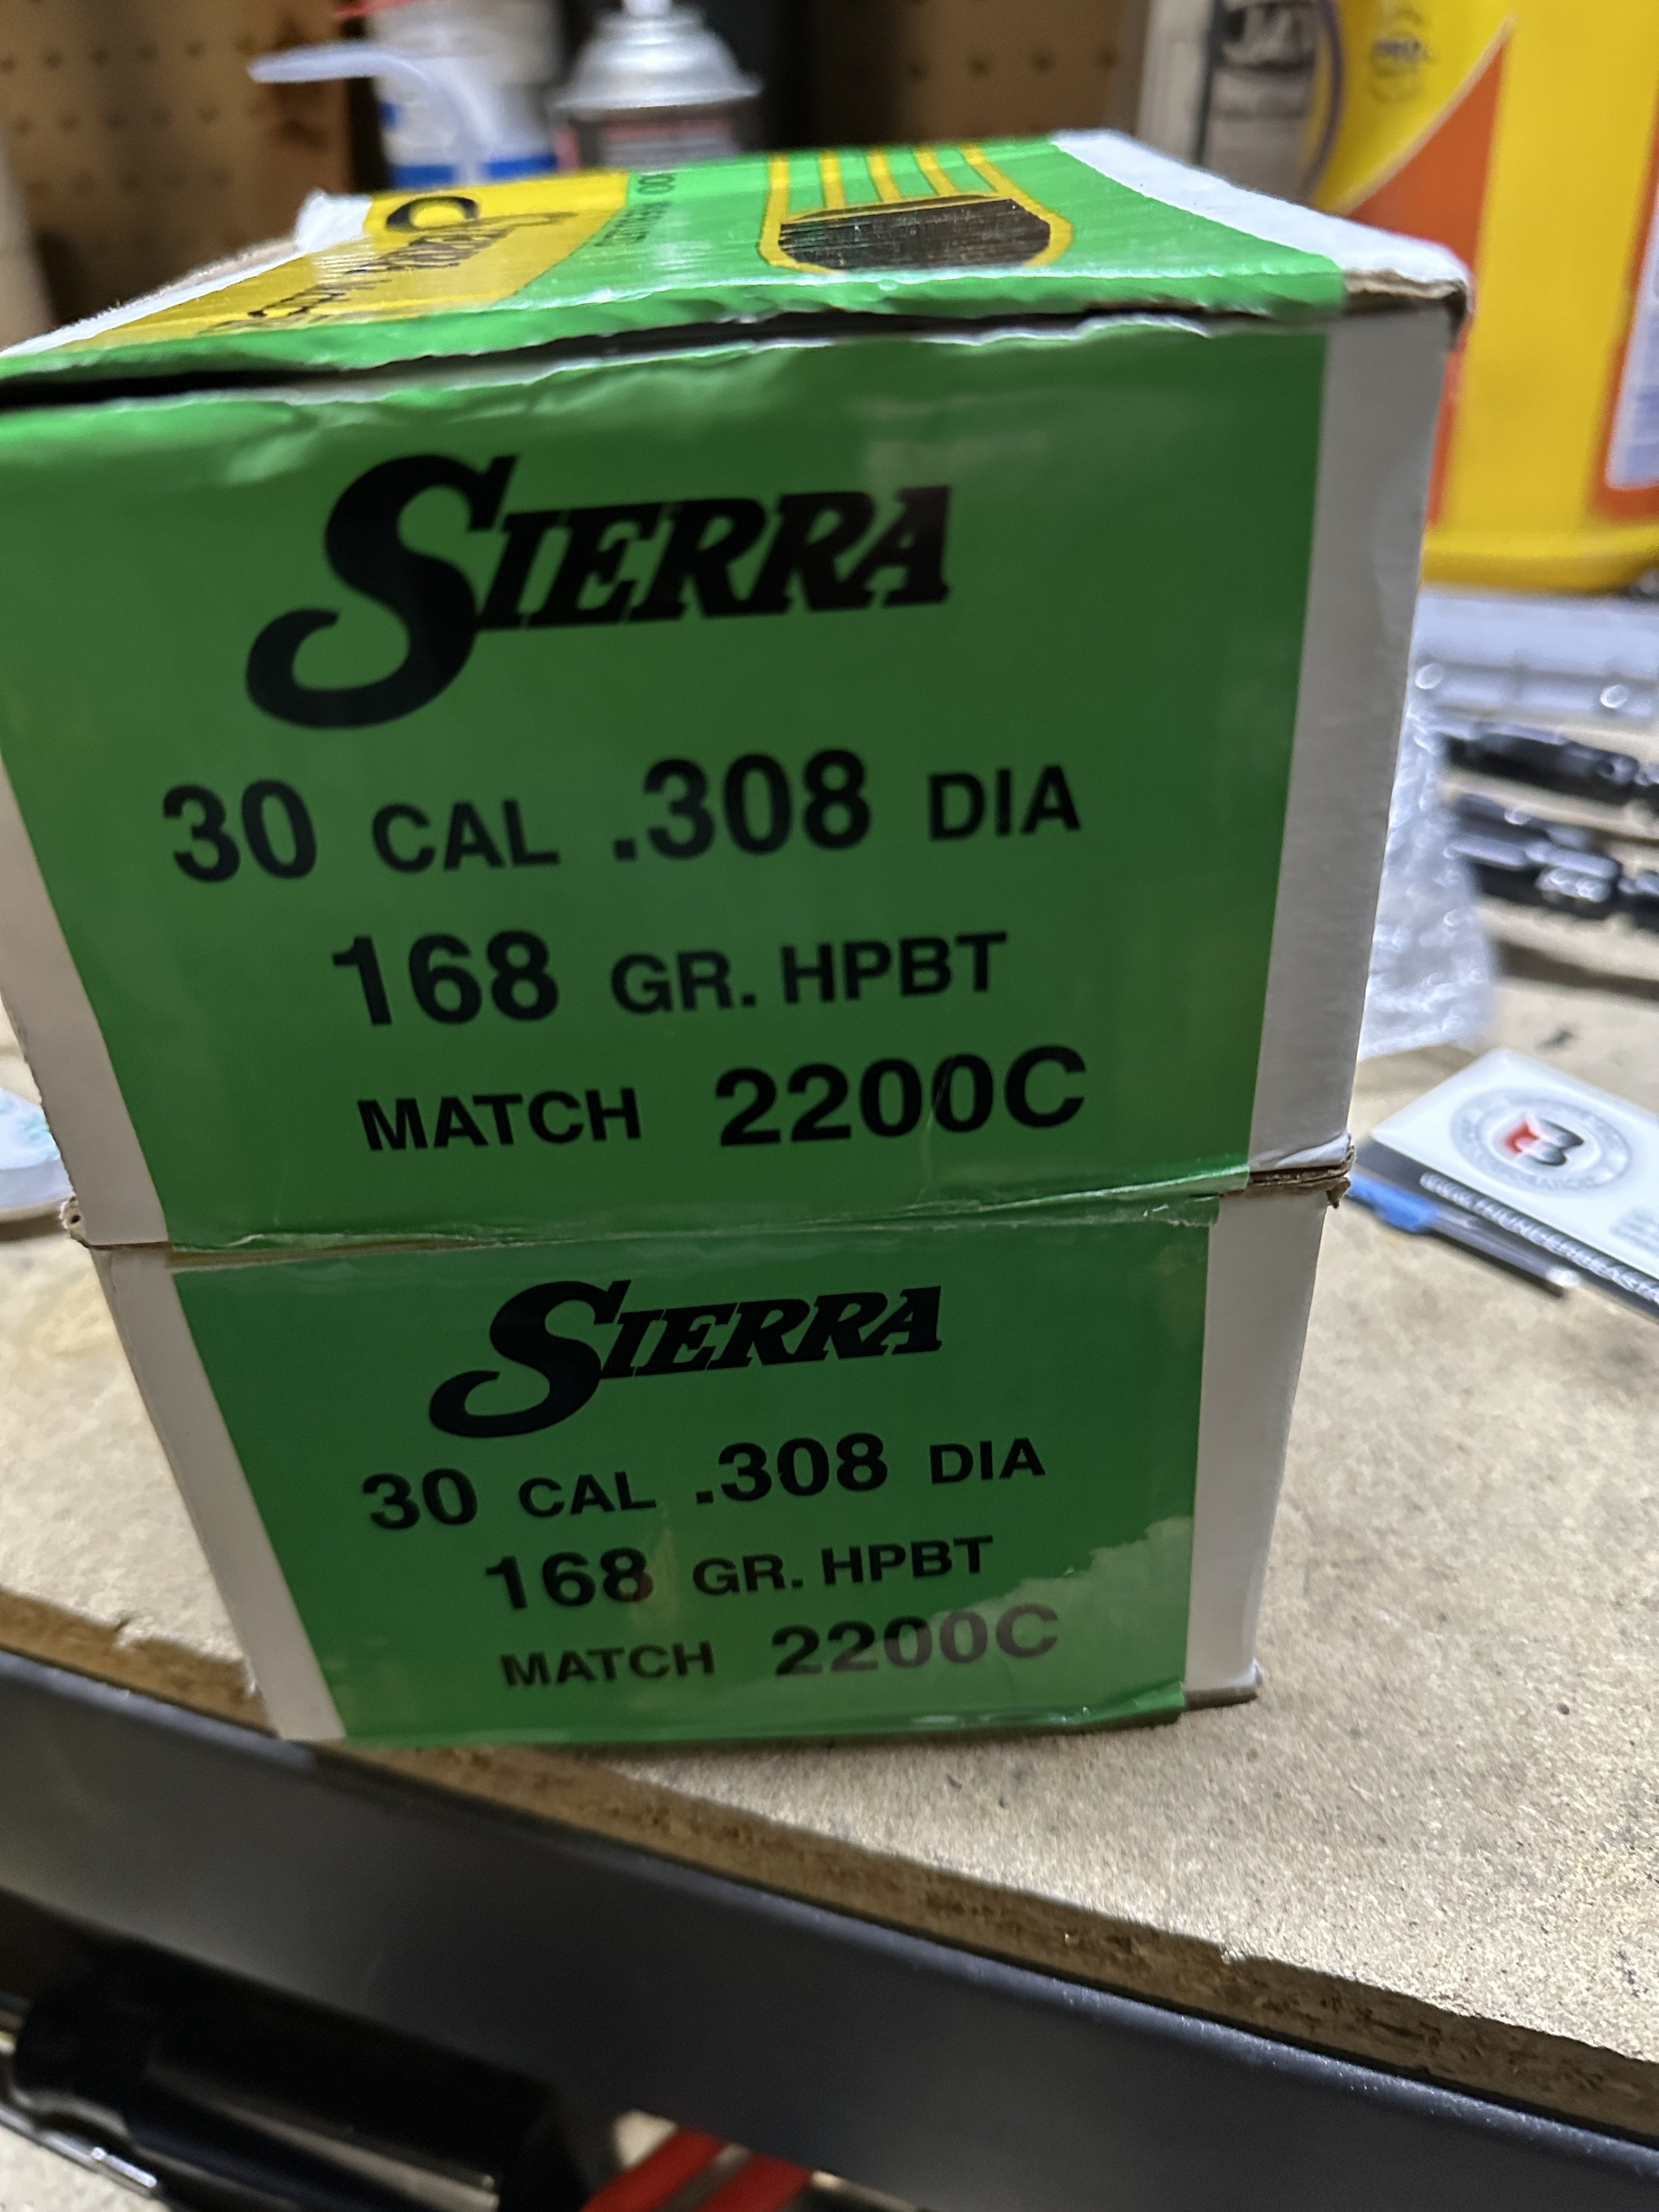 SIERRA
30 CAL .308 DIA
168 GR. HPBT
MATCH 2200C
SIERRA
30 CAL .308 DIA
168 GR. HPBT
MATCH 2200C